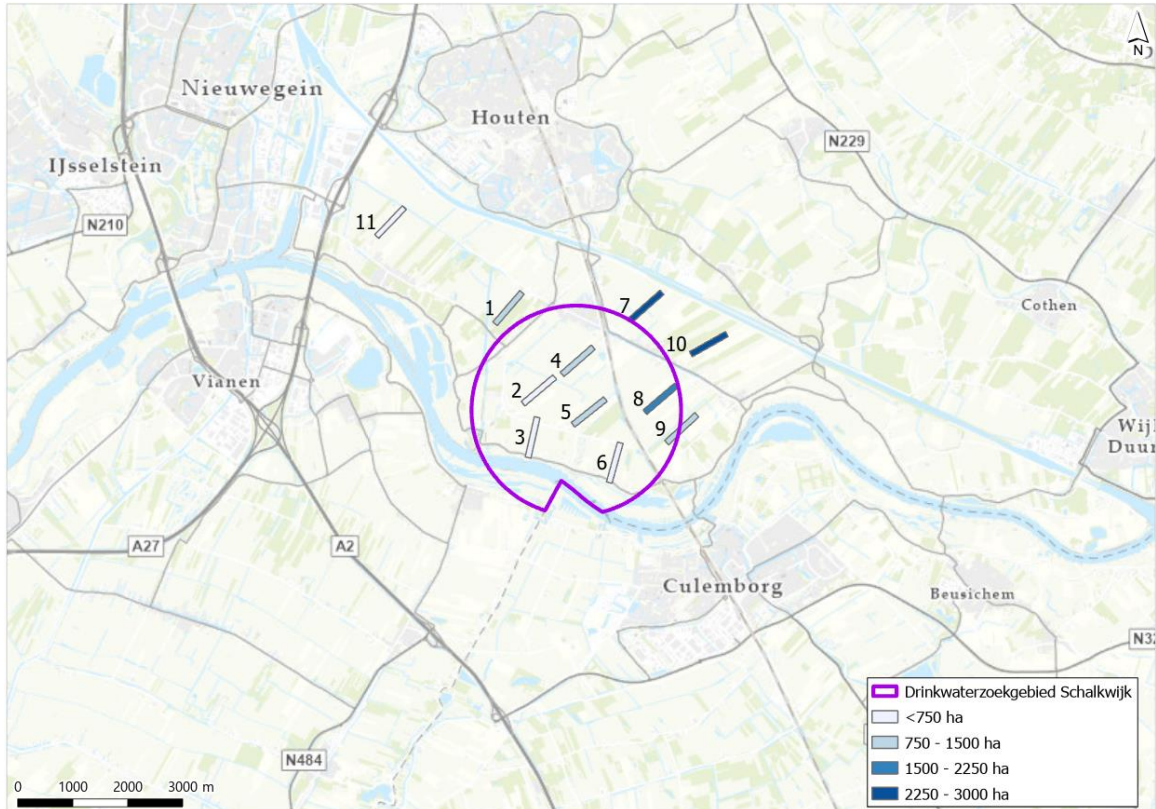 N
Nieuwegein
Houten
N229
IJsselstein
N210
11
Cothen
1
7
10
4
Vianen
2
8
5
9
3
Wijk
Duur
6
A27
A2
Culemborg
Beusichem
N32
N484
Drinkwaterzoekgebied Schalkwijk
<750 ha
750 - 1500 ha
1500 - 2250 ha
2250 - 3000 ha
0 1000 2000 3000 m